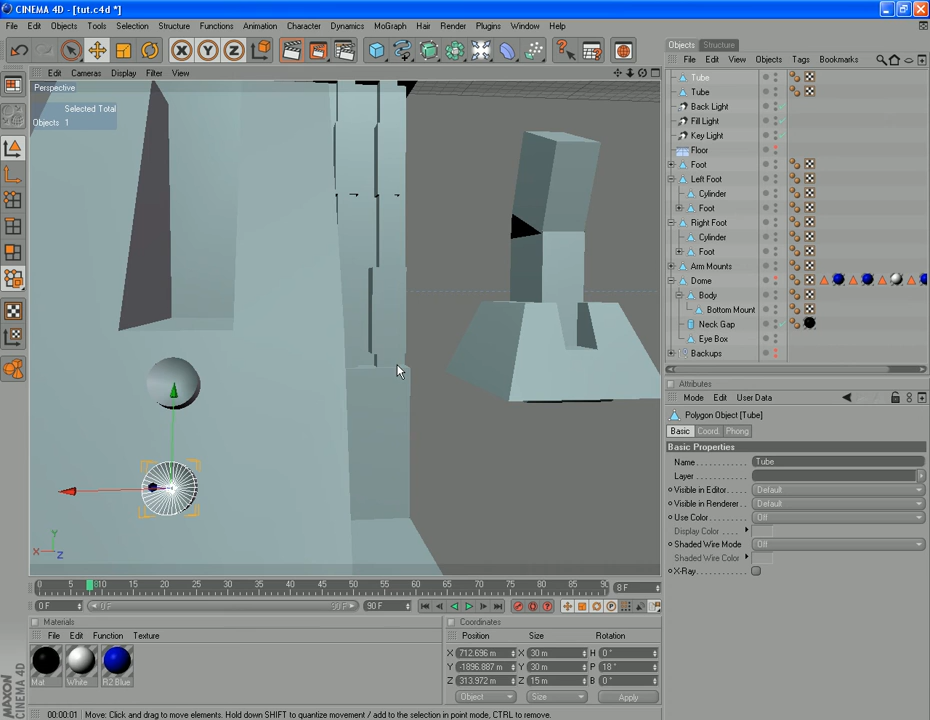 CINEMA 4D - [tut.c4d *]
File Edit Objects Tools Selection Structure Functions Animation Character Dynamics MoGraph Hair Render Plugins Window Help
X Y Z
Edit Cameras Display Filter View
Perspective
Selected Total
Objects 1
Y
X Z
0 5 10 15 20 25 30 35 40 45 50 55 60 65 70 75 80 85 90
8 F
0 F
0 F
90 F
90 F
Materials
File Edit Function Texture
Mat White R2 Blue
Coordinates
Position Size Rotation
X 712.696 m X 30 m H 0 °
Y -1896.887 m Y 30 m P 18 °
Z 313.972 m Z 15 m B 0 °
Object Size Apply
00:00:01 Move: Click and drag to move elements. Hold down SHIFT to quantize movement / add to the selection in point mode, CTRL to remove.
MAXON CINEMA 4D
Objects Structure
File Edit View Objects Tags Bookmarks
Tube
Tube
Back Light
Fill Light
Key Light
Floor
Foot
Left Foot
Cylinder
Foot
Right Foot
Cylinder
Foot
Arm Mounts
Dome
Body
Bottom Mount
Neck Gap
Eye Box
Backups
Attributes
Mode Edit User Data
Polygon Object [Tube]
Basic Coord. Phong
Basic Properties
Name Tube
Layer
Visible in Editor Default
Visible in Renderer Default
Use Color Off
Display Color
Shaded Wire Mode Off
Shaded Wire Color
X-Ray